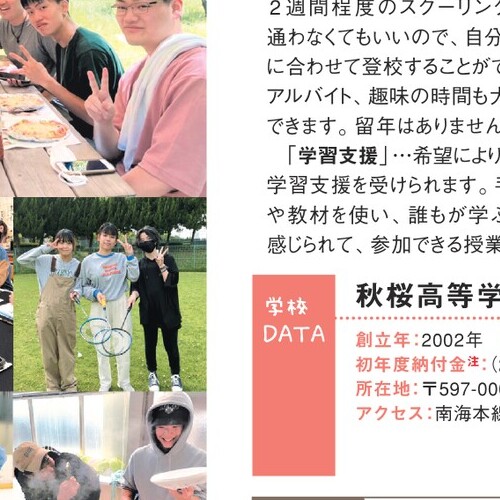 ２週間程度のスクーリング
通わなくてもいいので、自分
に合わせて登校することがで
アルバイト、趣味の時間も大
できます。留年はありません
「学習支援」…希望により
学習支援を受けられます。
や教材を使い、誰もが学ぶ
感じられて、参加できる授業
学校
DATA
秋桜高等学
創立年：2002年
初年度納付金注：（
所在地：〒597-00
アクセス：南海本線